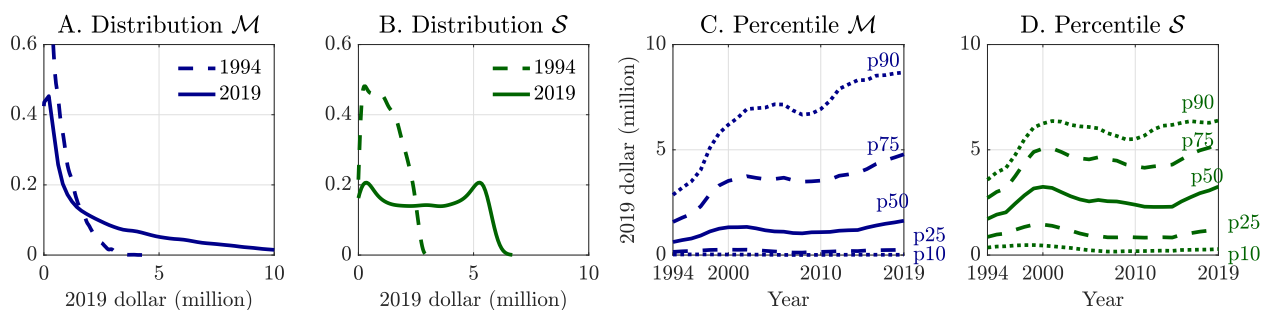 A. Distribution ℳ
0.6
0.4
0.2
0
0
5
10
1994
2019
2019 dollar (million)
B. Distribution 𝒮
0.6
0.4
0.2
0
0
5
10
1994
2019
2019 dollar (million)
C. Percentile ℳ
2019 dollar (million)
10
5
0
1994
2000
2010
2019
p90
p75
p50
p25
p10
Year
D. Percentile 𝒮
10
5
0
1994
2000
2010
2019
p90
p75
p50
p25
p10
Year